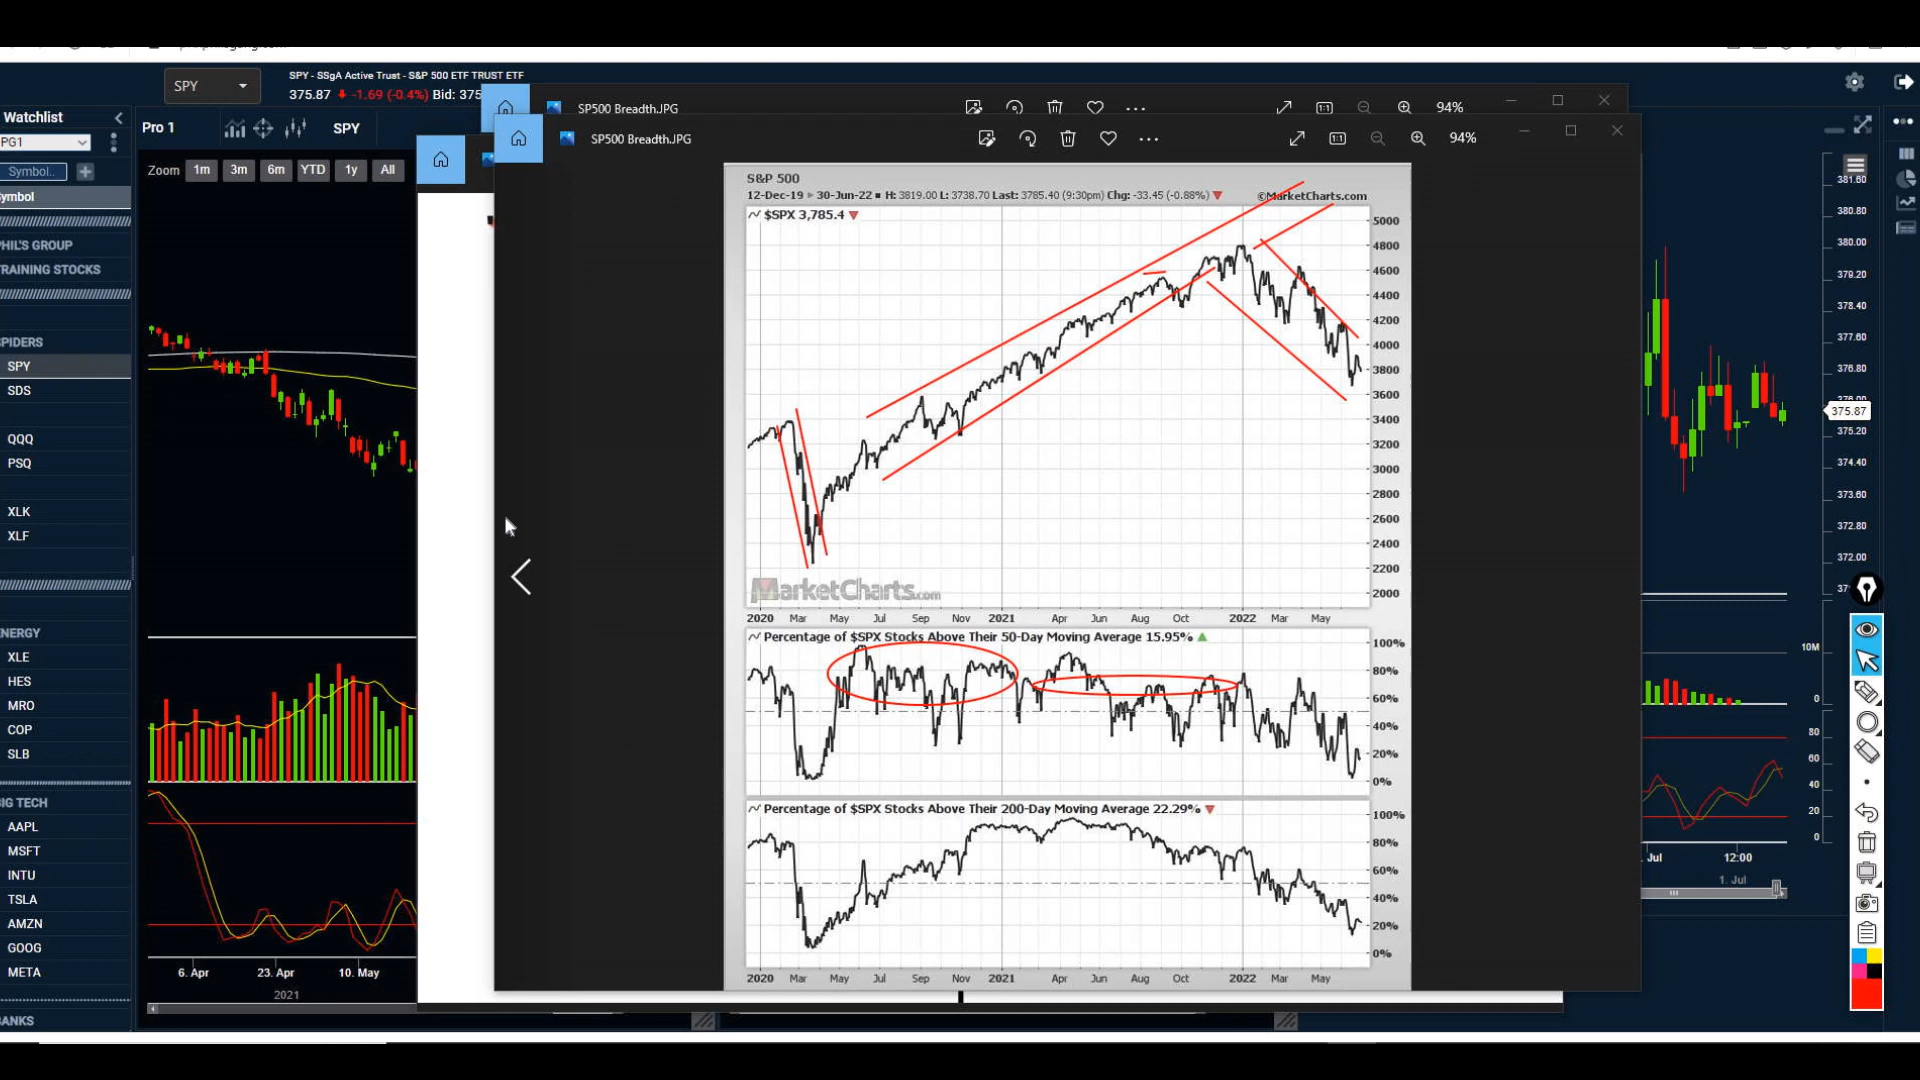 SPY
SPY - SSgA Active Trust - S&P 500 ETF TRUST ETF
375.87 -1.69 (-0.4%) Bid: 375
Watchlist
PG1
Symbol..
Symbol
PHIL'S GROUP
TRAINING STOCKS
SPIDERS
SPY
SDS
QQQ
PSQ
XLK
XLF
ENERGY
XLE
HES
MRO
COP
SLB
BIG TECH
AAPL
MSFT
INTU
TSLA
AMZN
GOOG
META
BANKS
Pro 1
SPY
Zoom 1m 3m 6m YTD 1y All
6. Apr 23. Apr 10. May
2021
SP500 Breadth.JPG
94%
SP500 Breadth.JPG
94%
S&P 500
12-Dec-19 30-Jun-22 H: 3819.00 L: 3738.70 Last: 3785.40 (9:30pm) Chg: -33.45 (-0.88%)
©MarketCharts.com
$SPX 3,785.4
5000
4800
4600
4400
4200
4000
3800
3600
3400
3200
3000
2800
2600
2400
2200
2000
MarketCharts.com
2020 Mar May Jul Sep Nov 2021 Apr Jun Aug Oct 2022 Mar May
Percentage of $SPX Stocks Above Their 50-Day Moving Average 15.95%
100%
80%
60%
40%
20%
0%
Percentage of $SPX Stocks Above Their 200-Day Moving Average 22.29%
100%
80%
60%
40%
20%
0%
2020 Mar May Jul Sep Nov 2021 Apr Jun Aug Oct 2022 Mar May
381.60
380.80
380.00
379.20
378.40
377.60
376.80
376.00
375.87
375.20
374.40
373.60
372.80
372.00
10M
0
80
60
40
20
0
Jul 12:00
1. Jul